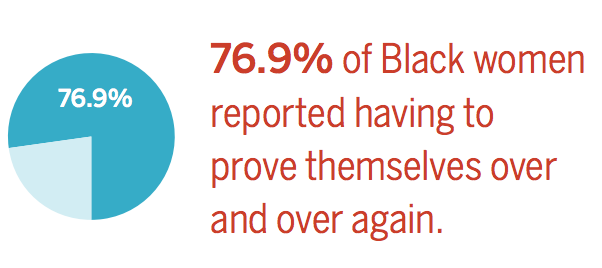 76.9%
76.9% of Black women
reported having to
prove themselves over
and over again.